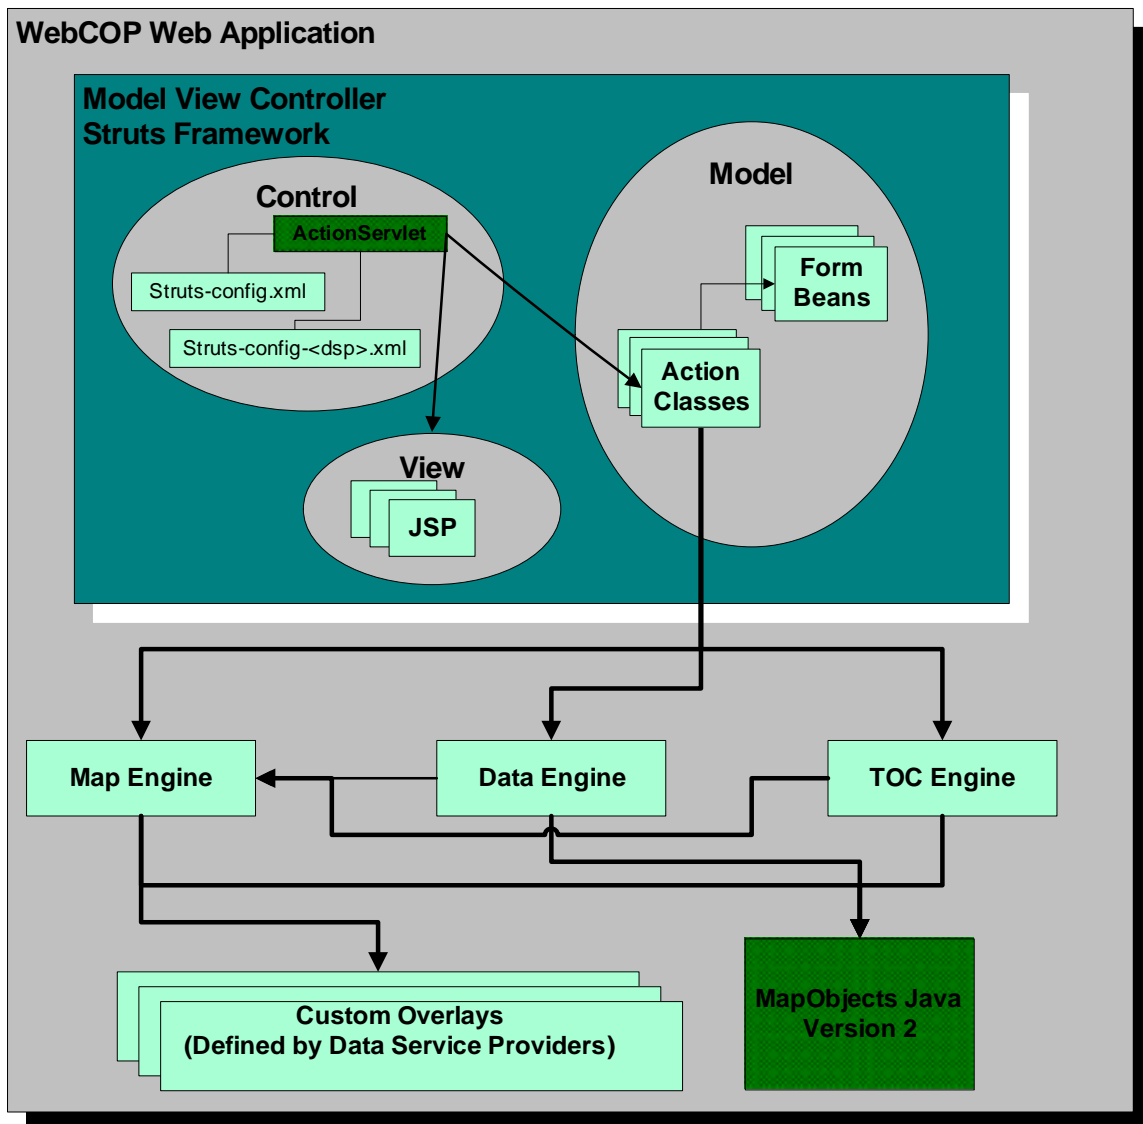 WebCOP Web Application
Model View Controller
Struts Framework
Control
ActionServlet
Struts-config.xml
Struts-config-<dsp>.xml
Model
Form
Beans
Action
Classes
View
JSP
Map Engine
Data Engine
TOC Engine
Custom Overlays
(Defined by Data Service Providers)
MapObjects Java
Version 2